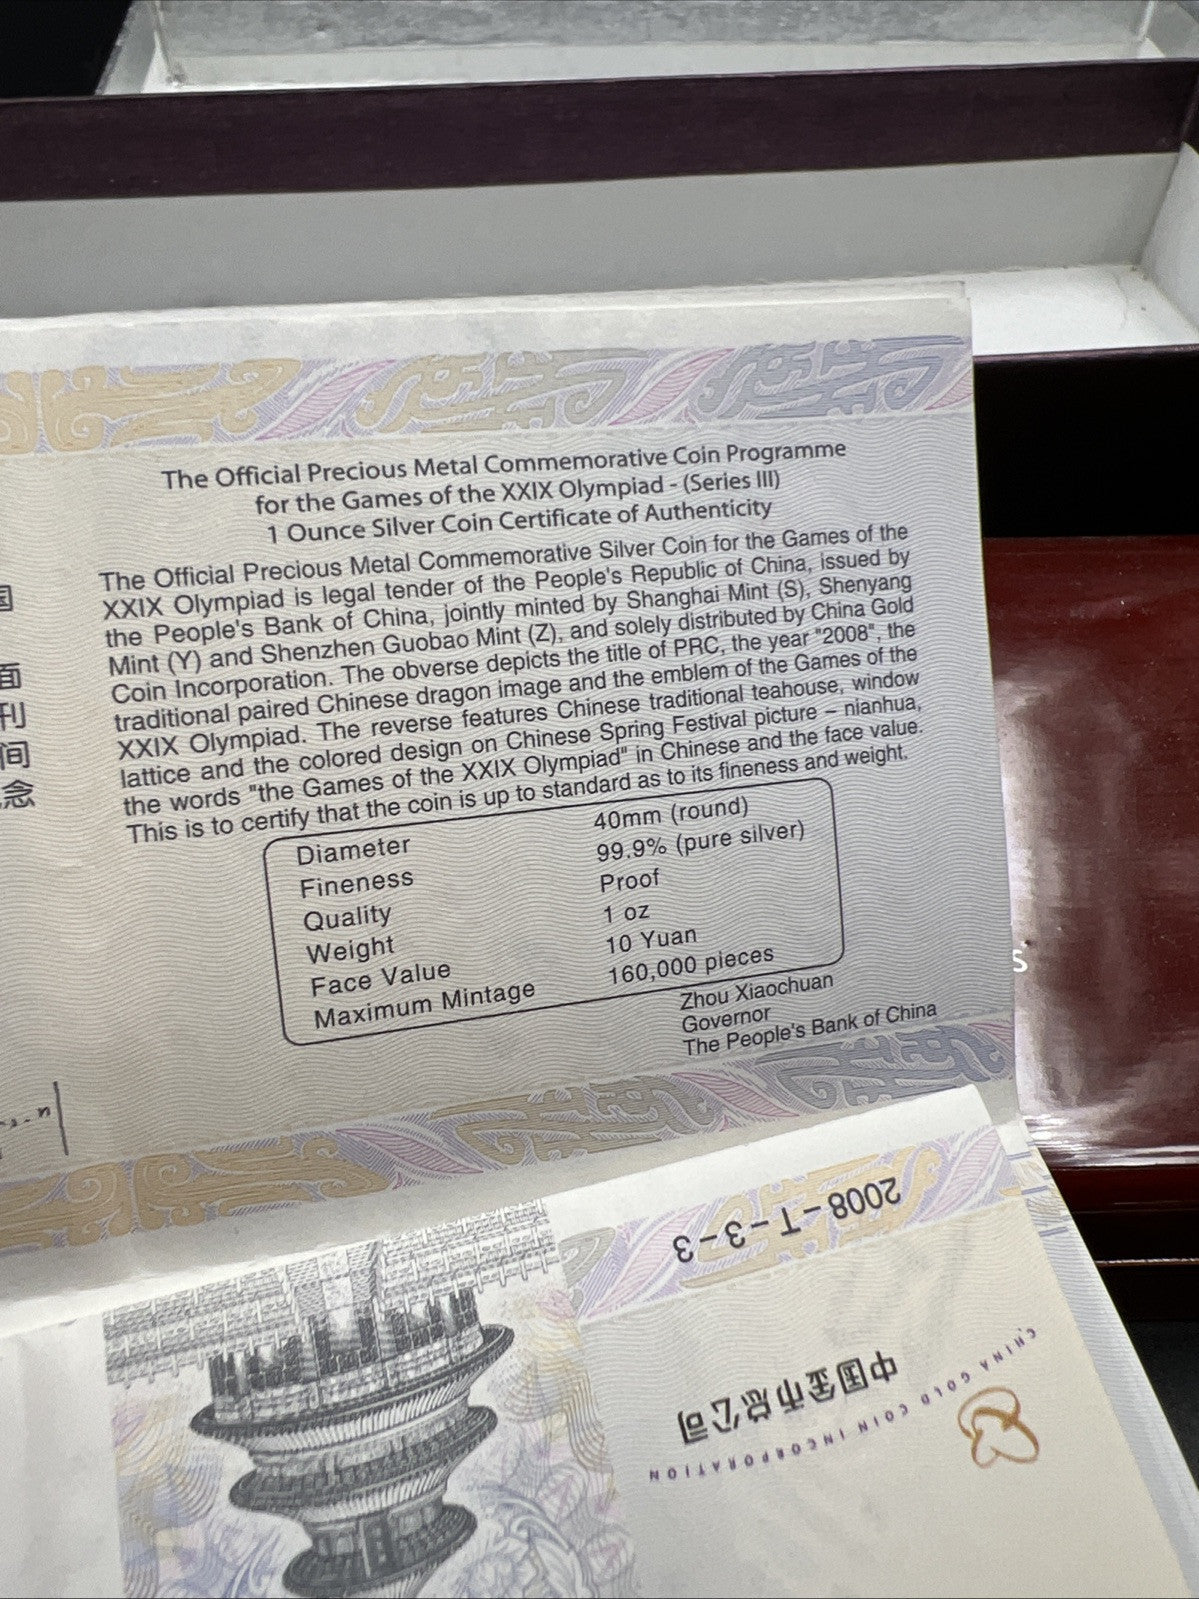 国
面
刊
间
念
The Official Precious Metal Commemorative Coin Programme
for the Games of the XXIX Olympiad - (Series III)
1 Ounce Silver Coin Certificate of Authenticity
The Official Precious Metal Commemorative Silver Coin for the Games of the
XXIX Olympiad is legal tender of the People's Republic of China, issued by
the People's Bank of China, jointly minted by Shanghai Mint (S), Shenyang
Mint (Y) and Shenzhen Guobao Mint (Z), and solely distributed by China Gold
Coin Incorporation. The obverse depicts the title of PRC, the year "2008", the
traditional paired Chinese dragon image and the emblem of the Games of the
XXIX Olympiad. The reverse features Chinese traditional teahouse, window
lattice and the colored design on Chinese Spring Festival picture – nianhua,
the words "the Games of the XXIX Olympiad" in Chinese and the face value.
This is to certify that the coin is up to standard as to its fineness and weight.
Diameter 40mm (round)
Fineness 99.9% (pure silver)
Quality Proof
Weight 1 oz
Face Value 10 Yuan
Maximum Mintage 160,000 pieces
Zhou Xiaochuan
Governor
The People's Bank of China
s
2008-T-3-3
中国金币总公司
CHINA GOLD COIN INCORPORATION